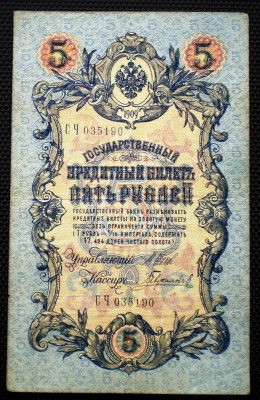 5 5
1909
СЧ 035190
ГОСУДАРСТВЕННЫЙ
КРЕДИТНЫЙ БИЛЕТЪ
ПЯТЬ РУБЛЕЙ
ГОСУДАРСТВЕННЫЙ БАНКЪ РАЗМѢНИВАЕТЪ
КРЕДИТНЫЕ БИЛЕТЫ НА ЗОЛОТУЮ МОНЕТУ
БЕЗЪ ОГРАНИЧЕНІЯ СУММЫ
(1 РУБЛЬ = 1/15 ИМПЕРІАЛА, СОДЕРЖИТЪ
17,424 ДОЛЕЙ ЧИСТАГО ЗОЛОТА)
Управляющій
Кассиръ
СЧ 035190
5